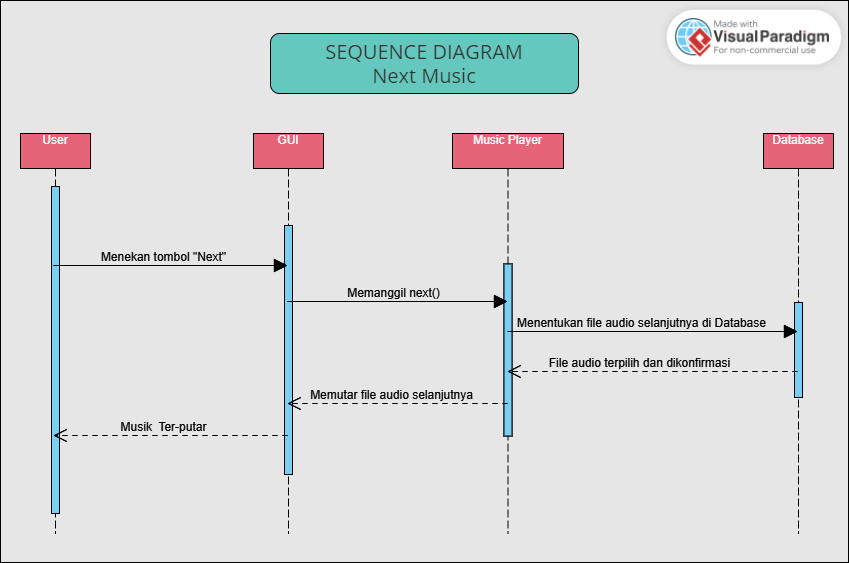 Made with
Visual Paradigm
For non-commercial use
SEQUENCE DIAGRAM
Next Music
User
GUI
Music Player
Database
Menekan tombol "Next"
Memanggil next()
Menentukan file audio selanjutnya di Database
File audio terpilih dan dikonfirmasi
Memutar file audio selanjutnya
Musik Ter-putar